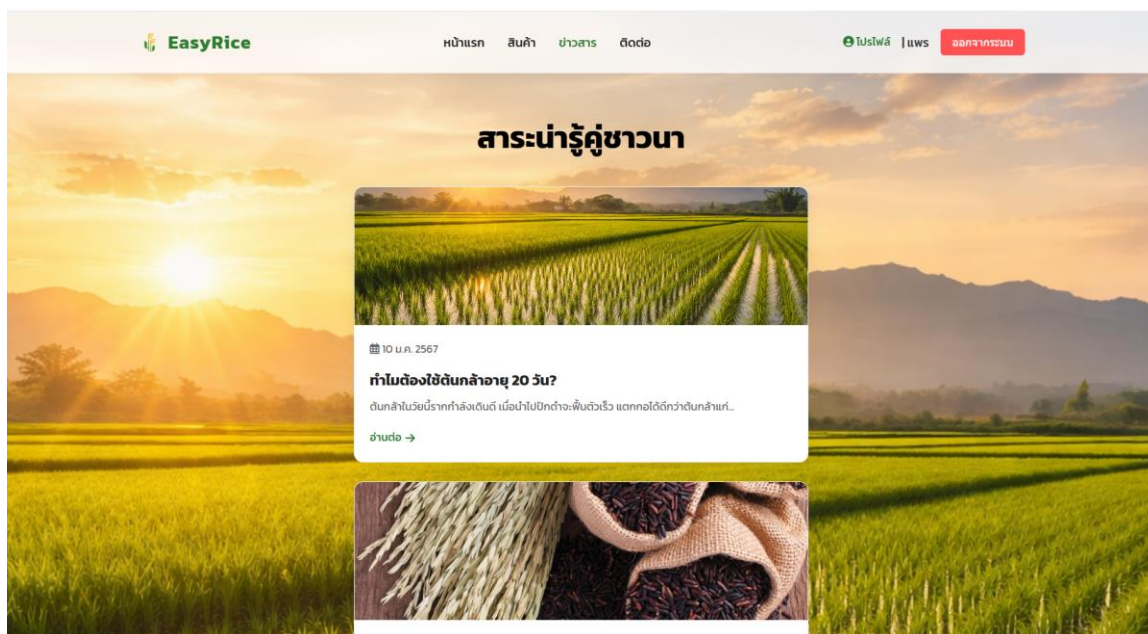 EasyRice
หน้าแรก สินค้า ข่าวสาร ติดต่อ
โปรไฟล์ | แพร ออกจากระบบ
สาระน่ารู้คู่ชาวนา
10 ม.ค. 2567
ทำไมต้องใช้ต้นกล้าอายุ 20 วัน?
ต้นกล้าในวัยนี้รากกำลังเดินดี เมื่อนำไปปักดำจะฟื้นตัวเร็ว แตกกอได้ดีกว่าต้นกล้าแก่...
อ่านต่อ →